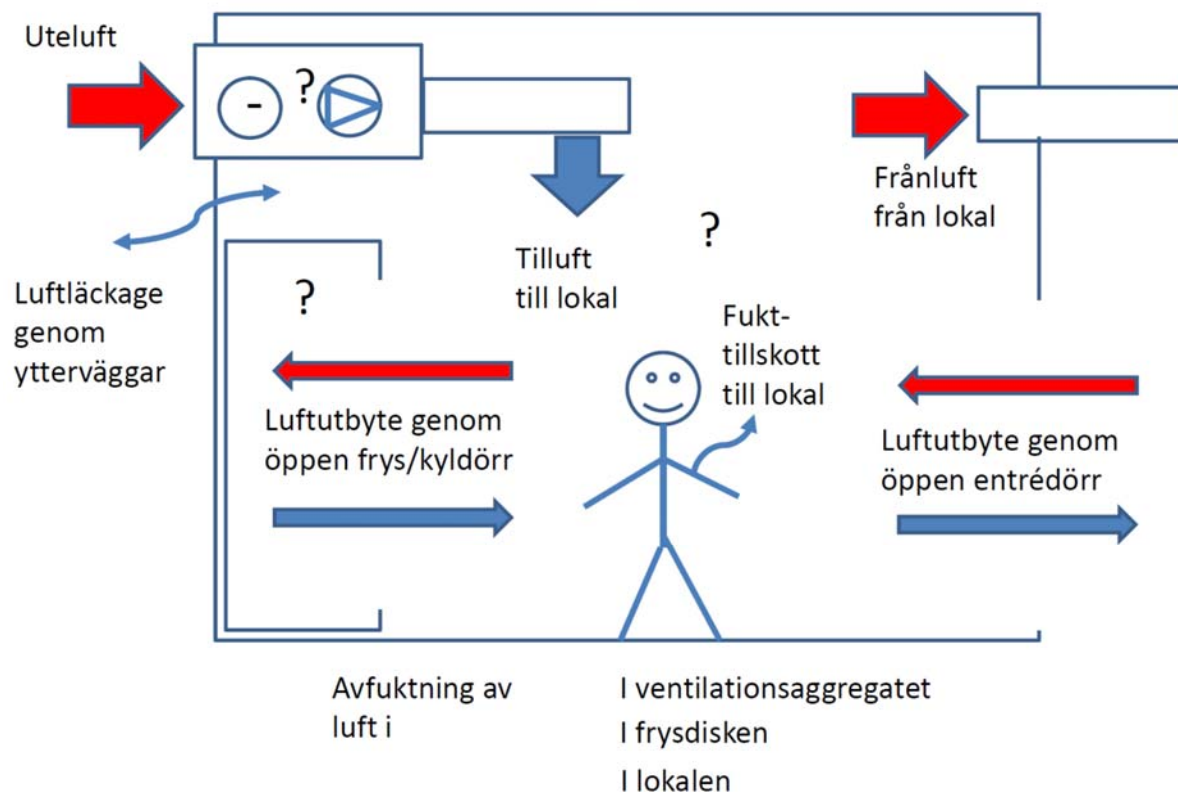 Uteluft
-
?
Frånluft
från lokal
?
Tilluft
till lokal
Luftläckage
genom
ytterväggar
?
Fukt-
tillskott
till lokal
Luftutbyte genom
öppen frys/kyldörr
Luftutbyte genom
öppen entrédörr
Avfuktning av
luft i
I ventilationsaggregatet
I frysdisken
I lokalen